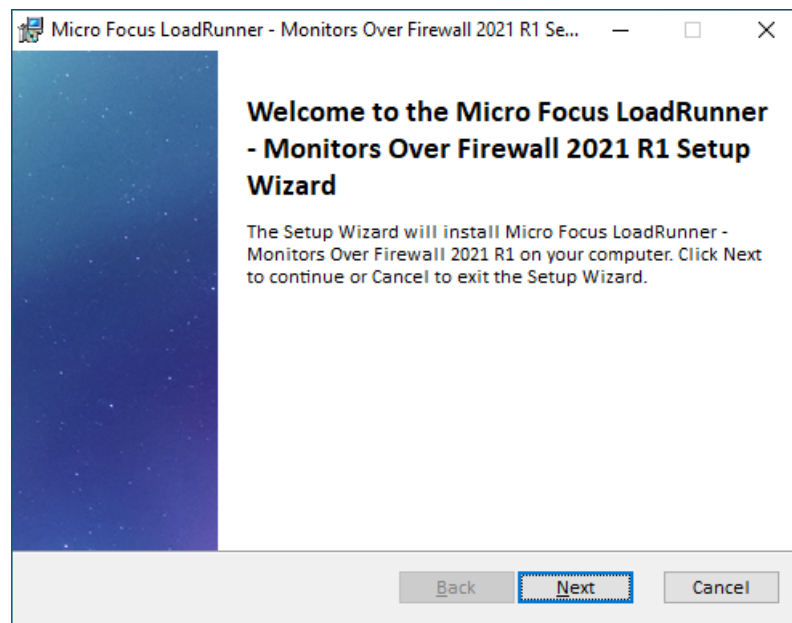 Micro Focus LoadRunner - Monitors Over Firewall 2021 R1 Se...
Welcome to the Micro Focus LoadRunner
- Monitors Over Firewall 2021 R1 Setup
Wizard
The Setup Wizard will install Micro Focus LoadRunner -
Monitors Over Firewall 2021 R1 on your computer. Click Next
to continue or Cancel to exit the Setup Wizard.
Back Next Cancel